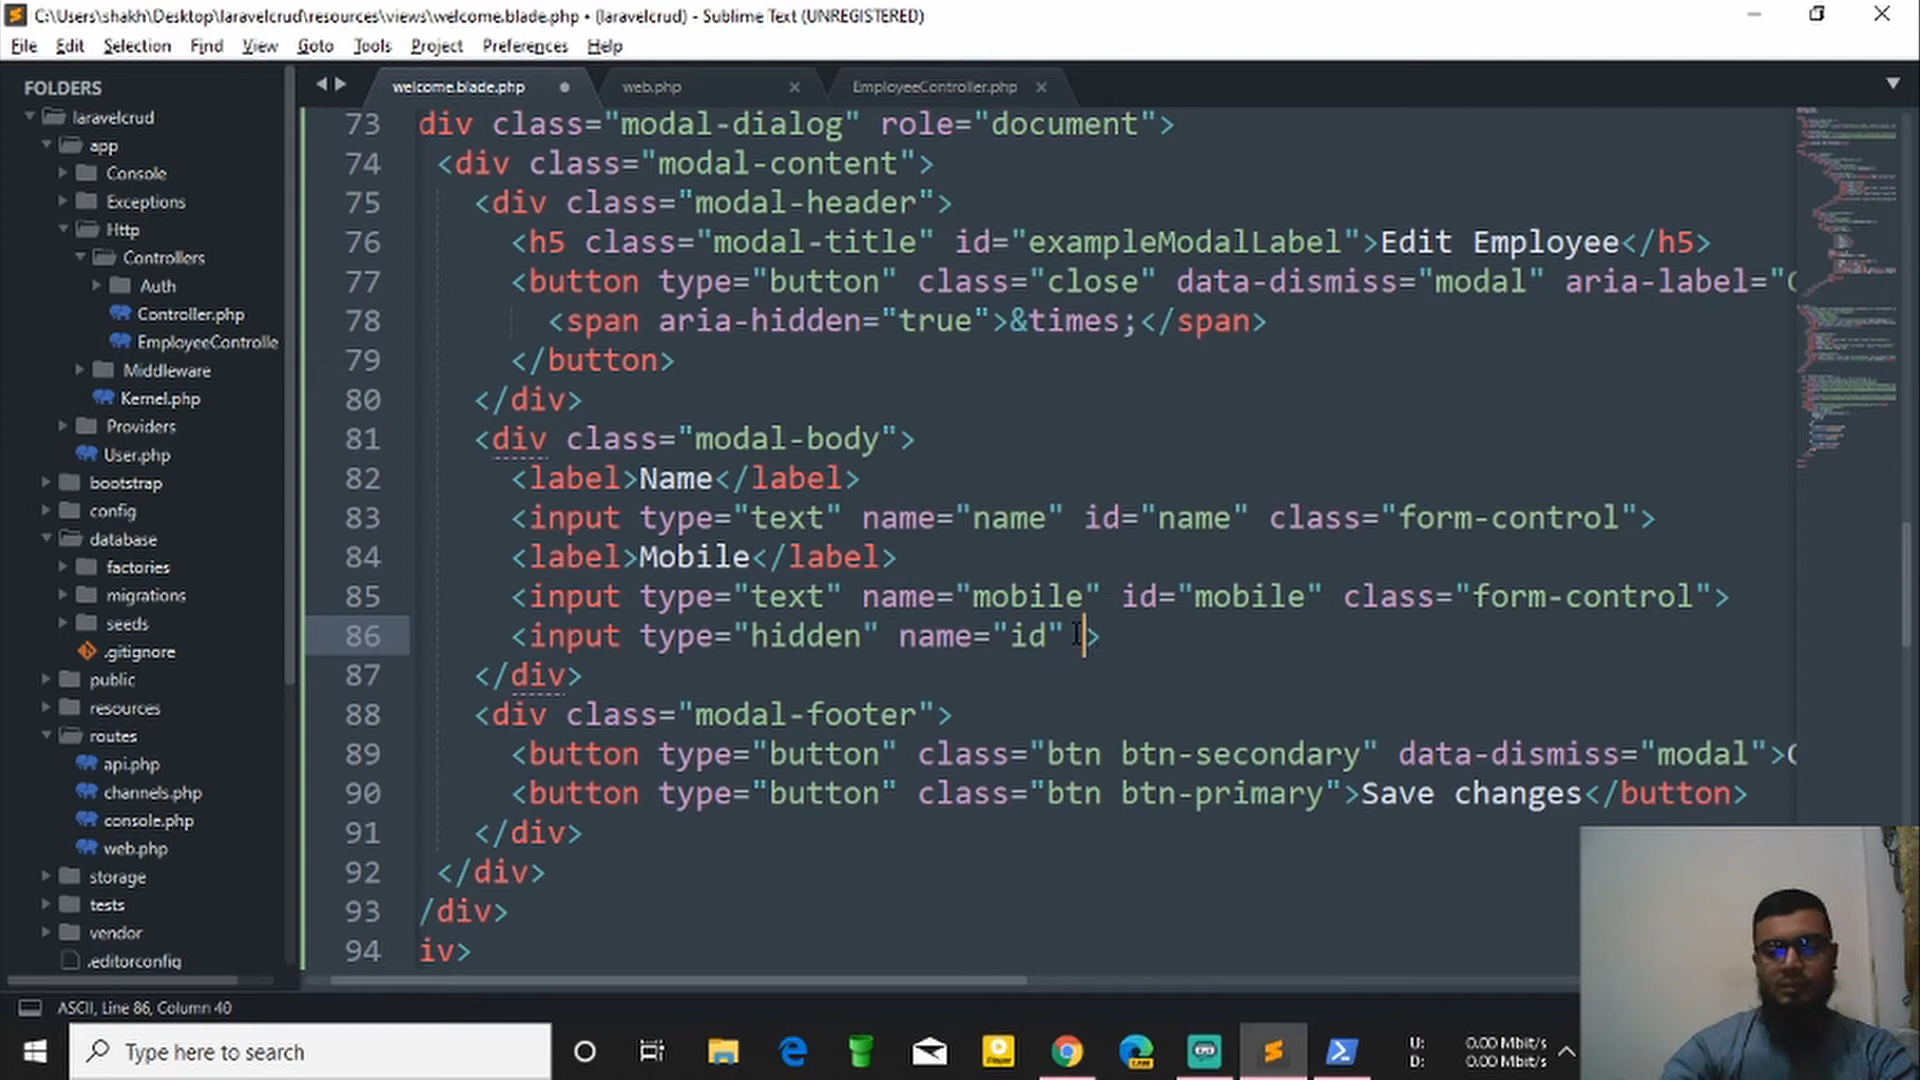 C:\Users\shakh\Desktop\laravelcrud\resources\views\welcome.blade.php • (laravelcrud) - Sublime Text (UNREGISTERED)
File Edit Selection Find View Goto Tools Project Preferences Help
FOLDERS
laravelcrud
app
Console
Exceptions
Http
Controllers
Auth
Controller.php
EmployeeControlle
Middleware
Kernel.php
Providers
User.php
bootstrap
config
database
factories
migrations
seeds
.gitignore
public
resources
routes
api.php
channels.php
console.php
web.php
storage
tests
vendor
.editorconfig
welcome.blade.php web.php EmployeeController.php
73 div class="modal-dialog" role="document">
74 <div class="modal-content">
75 <div class="modal-header">
76 <h5 class="modal-title" id="exampleModalLabel">Edit Employee</h5>
77 <button type="button" class="close" data-dismiss="modal" aria-label="C
78 <span aria-hidden="true">&times;</span>
79 </button>
80 </div>
81 <div class="modal-body">
82 <label>Name</label>
83 <input type="text" name="name" id="name" class="form-control">
84 <label>Mobile</label>
85 <input type="text" name="mobile" id="mobile" class="form-control">
86 <input type="hidden" name="id" >
87 </div>
88 <div class="modal-footer">
89 <button type="button" class="btn btn-secondary" data-dismiss="modal">C
90 <button type="button" class="btn btn-primary">Save changes</button>
91 </div>
92 </div>
93 /div>
94 iv>
ASCII, Line 86, Column 40
Type here to search
U: 0.00 Mbit/s
D: 0.00 Mbit/s